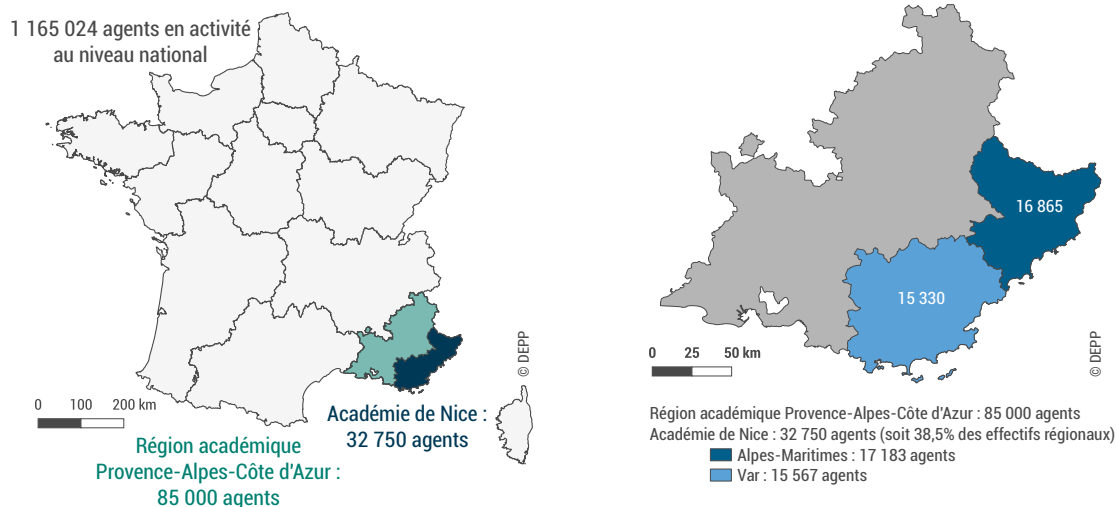 1 165 024 agents en activité
au niveau national
© DEPP
0 100 200 km
Académie de Nice :
32 750 agents
Région académique
Provence-Alpes-Côte d'Azur :
85 000 agents
16 865
15 330
0 25 50 km
© DEPP
Région académique Provence-Alpes-Côte d'Azur : 85 000 agents
Académie de Nice : 32 750 agents (soit 38,5% des effectifs régionaux)
Alpes-Maritimes : 17 183 agents
Var : 15 567 agents